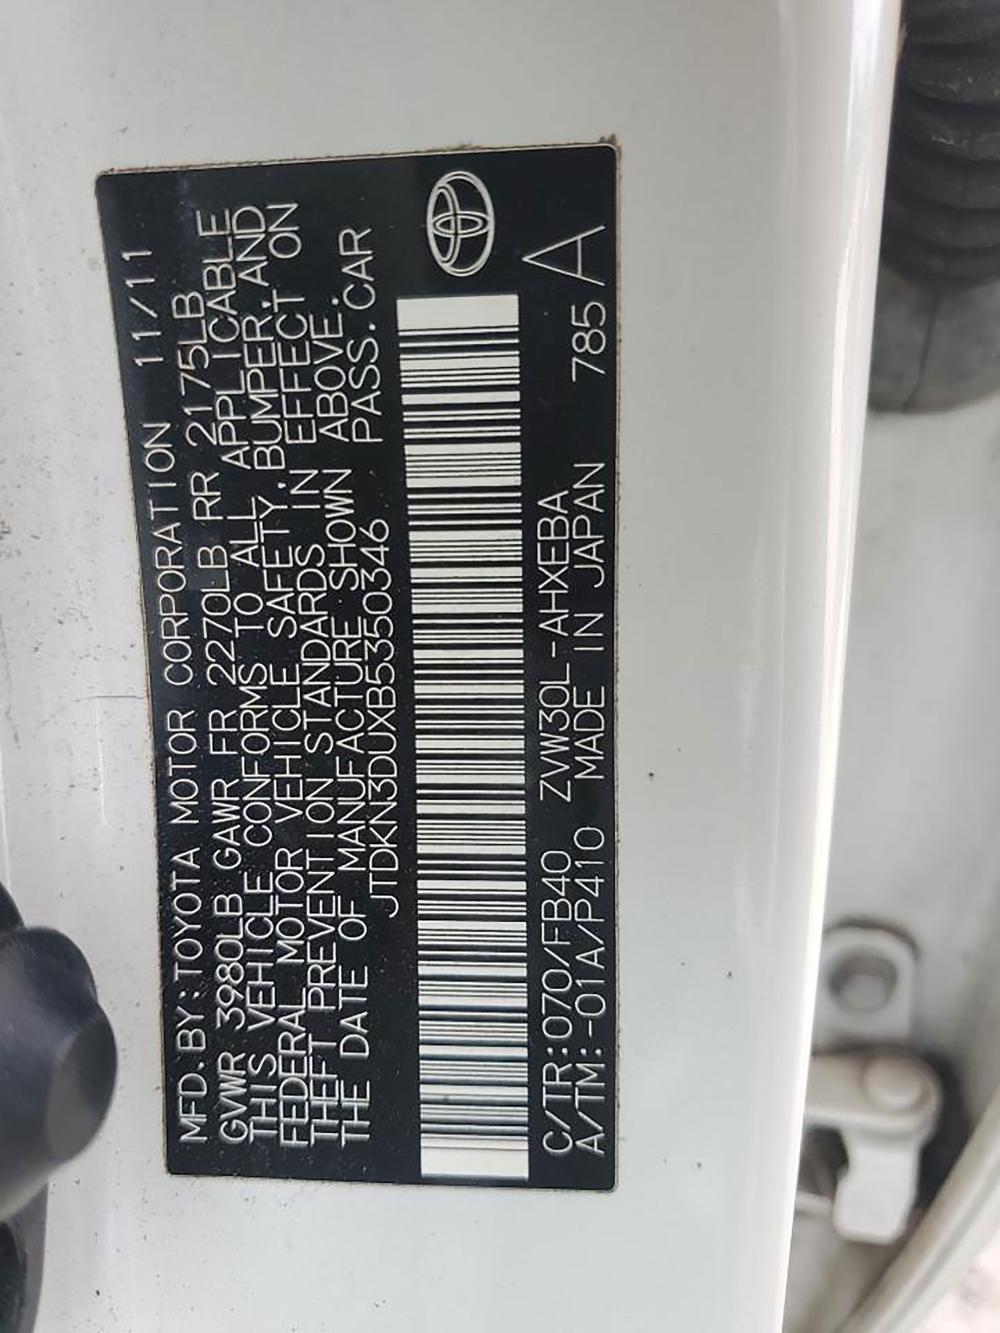 MFD.BY:TOYOTA MOTOR CORPORATION 11/11
GVWR 3980LB GAWR FR 2270LB RR 2175LB
THIS VEHICLE CONFORMS TO ALL APPLICABLE
FEDERAL MOTOR VEHICLE SAFETY,BUMPER,AND
THEFT PREVENTION STANDARDS IN EFFECT ON
THE DATE OF MANUFACTURE SHOWN ABOVE.
JTDKN3DUXB5350346 PASS.CAR
C/TR:070/FB40 ZVW30L-AHXEBA 785 A
A/TM:-01A/P410 MADE IN JAPAN